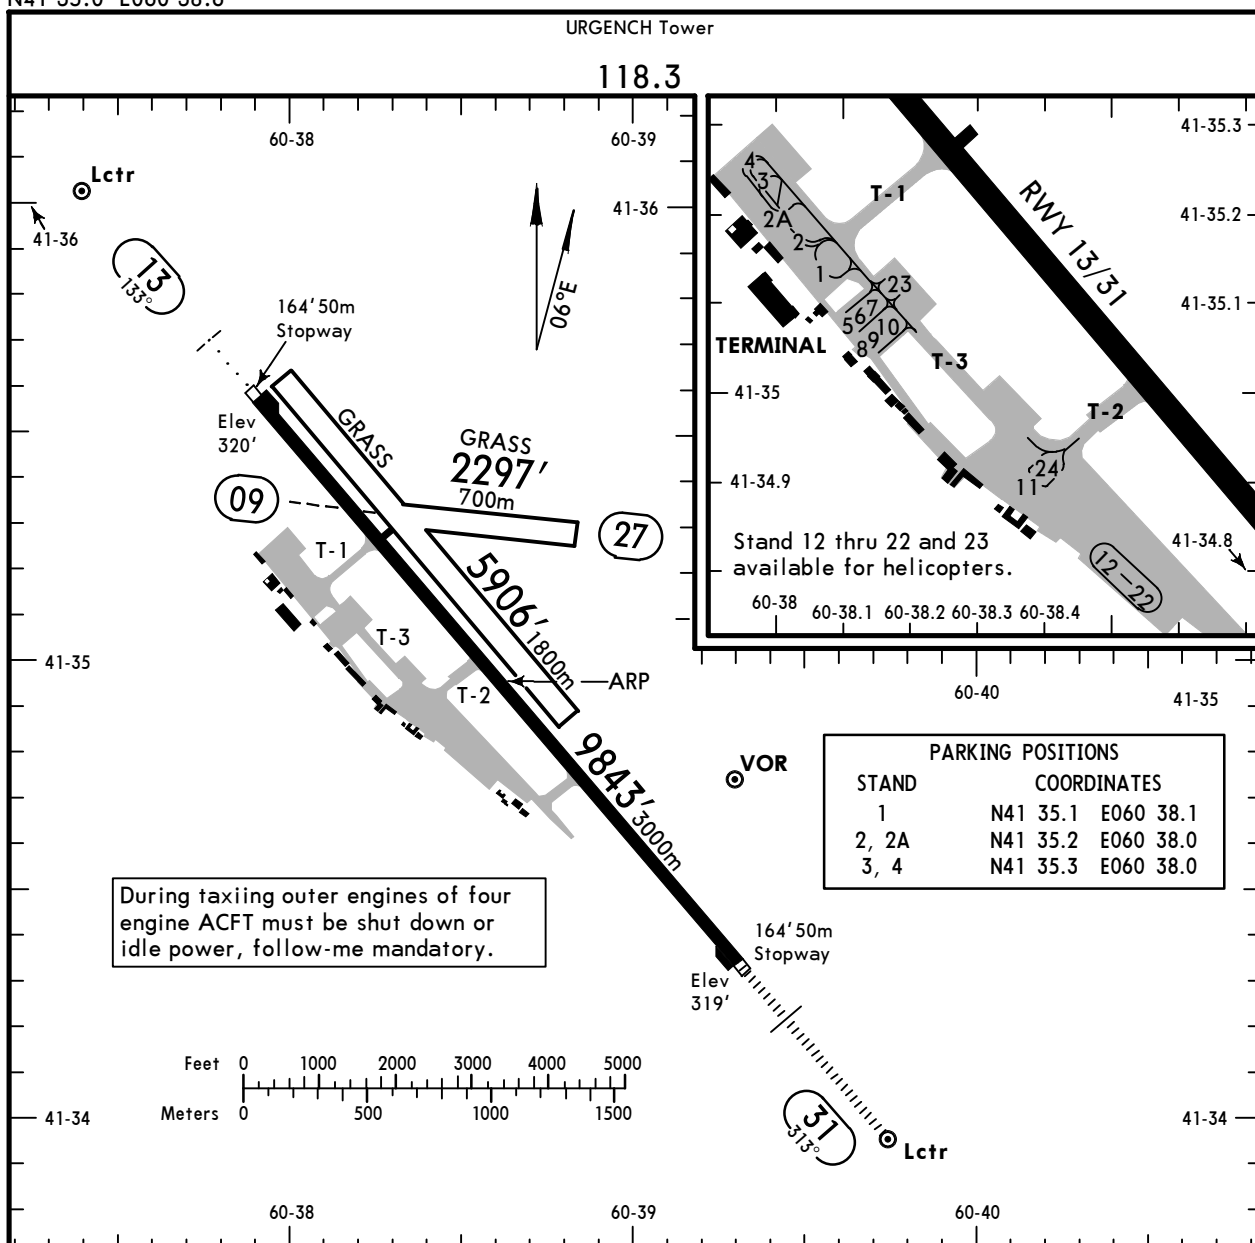 N41 35.0 E060 38.6
URGENCH Tower
118.3
60-38
60-39
Lctr
41-36
41-36
13
133°
06°E
164'50m
Stopway
Elev
320'
GRASS
GRASS
2297'
700m
09
27
T-1
5906'
1800m
T-3
41-35
T-2
ARP
9843'
3000m
VOR
41-35.3
4
3
T-1
2A
41-35.2
2
RWY 13/31
1
23
41-35.1
5
6
7
10
8
9
TERMINAL
T-3
41-35
T-2
24
41-34.9
11
Stand 12 thru 22 and 23
available for helicopters.
41-34.8
12-22
60-38 60-38.1 60-38.2 60-38.3 60-38.4
60-40
41-35
PARKING POSITIONS
STAND COORDINATES
1 N41 35.1 E060 38.1
2, 2A N41 35.2 E060 38.0
3, 4 N41 35.3 E060 38.0
During taxiing outer engines of four
engine ACFT must be shut down or
idle power, follow-me mandatory.
164'50m
Stopway
Elev
319'
Feet 0 1000 2000 3000 4000 5000
Meters 0 500 1000 1500
41-34
31
313°
41-34
Lctr
60-38
60-39
60-40